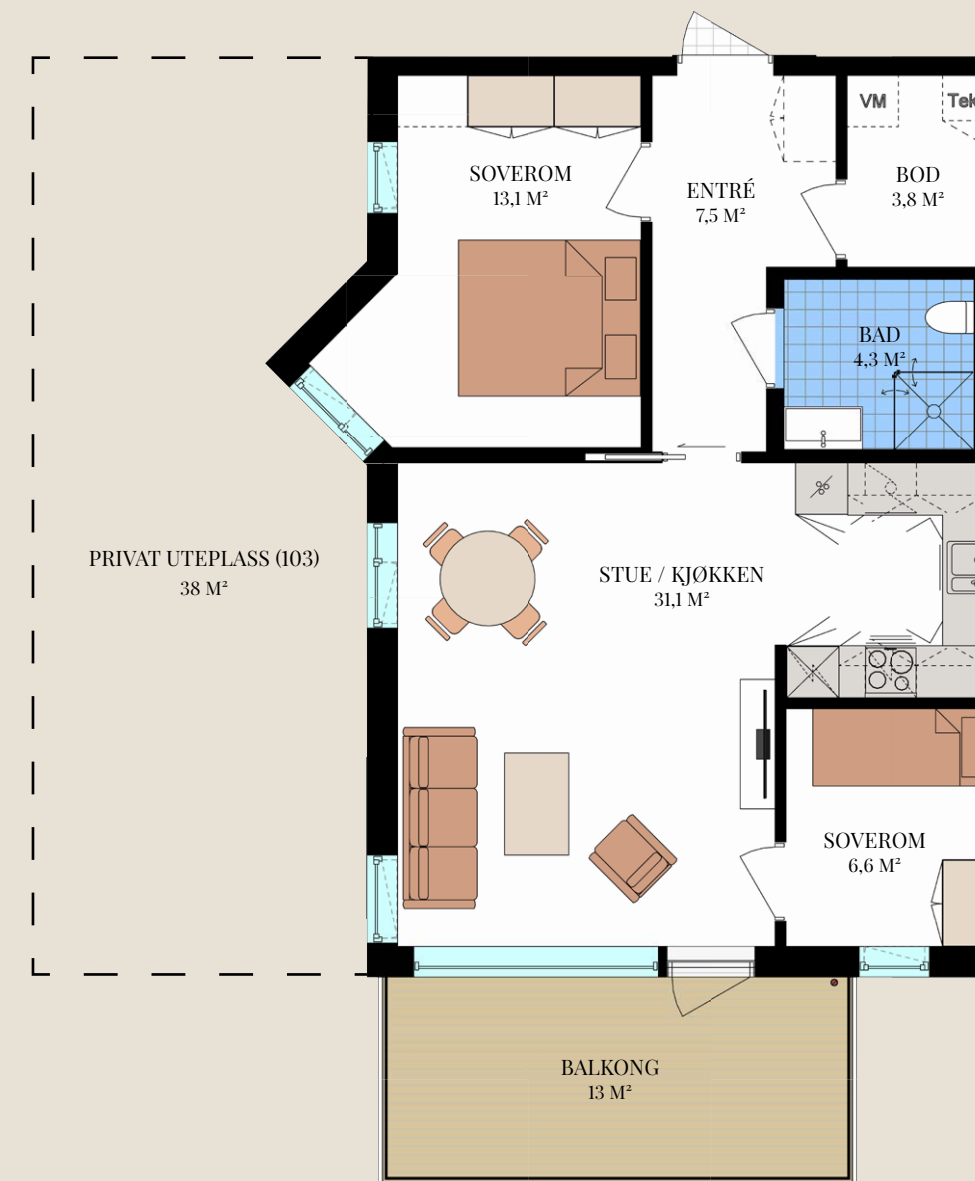 VM
SOVEROM
13,1 M²
ENTRÉ
7,5 M²
BOD
3,8 M²
BAD
4,3 M²
PRIVAT UTEPLASS (103)
38 M²
STUE / KJØKKEN
31,1 M²
SOVEROM
6,6 M²
BALKONG
13 M²